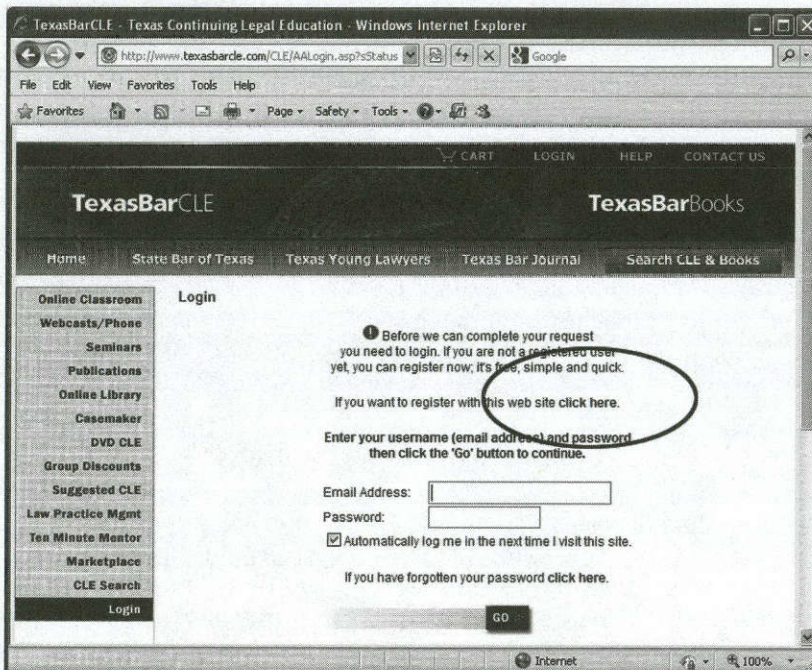 TexasBarCLE - Texas Continuing Legal Education - Windows Internet Explorer
http://www.texasbarcle.com/CLE/AALogin.asp?sStatus
Google
File Edit View Favorites Tools Help
Favorites Page Safety Tools
CART LOGIN HELP CONTACT US
TexasBarCLE TexasBarBooks
Home State Bar of Texas Texas Young Lawyers Texas Bar Journal Search CLE & Books
Online Classroom
Webcasts/Phone
Seminars
Publications
Online Library
Casemaker
DVD CLE
Group Discounts
Suggested CLE
Law Practice Mgmt
Ten Minute Mentor
Marketplace
CLE Search
Login
Login
Before we can complete your request
you need to login. If you are not a registered user
yet, you can register now; it's free, simple and quick.
If you want to register with this web site click here.
Enter your username (email address) and password
then click the 'Go' button to continue.
Email Address:
Password:
Automatically log me in the next time I visit this site.
If you have forgotten your password click here.
GO
Internet 100%